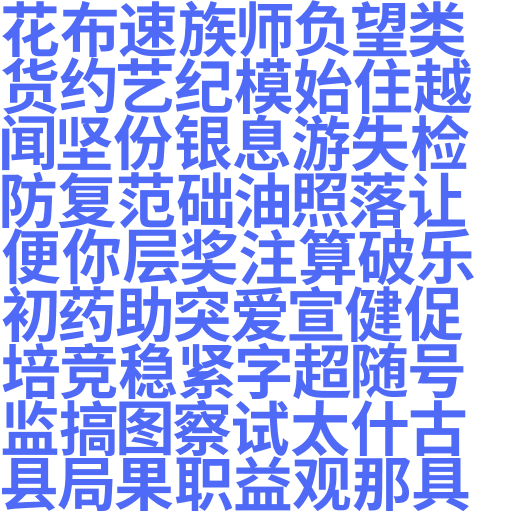 花布速族师负望类
货约艺纪模始住越
闻坚份银息游失检
防复范础油照落让
便你层奖注算破乐
初药助突爱宣健促
培竞稳紧字超随号
监搞图察试太什古
县局果职益观那具